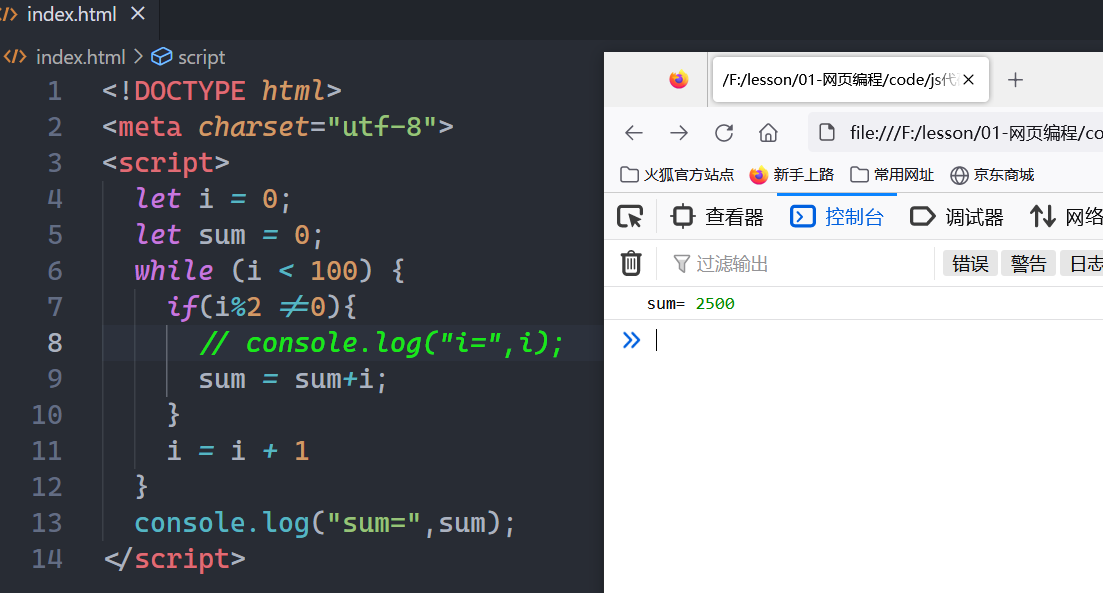 index.html
index.html > script
1 <!DOCTYPE html>
2 <meta charset="utf-8">
3 <script>
4 let i = 0;
5 let sum = 0;
6 while (i < 100) {
7 if(i%2 !=0){
8 // console.log("i=",i);
9 sum = sum+i;
10 }
11 i = i + 1
12 }
13 console.log("sum=",sum);
14 </script>
/F:/lesson/01-网页编程/code/js代
file:///F:/lesson/01-网页编程/co
火狐官方站点 新手上路 常用网址 京东商城
查看器 控制台 调试器 网络
过滤输出 错误 警告 日志
sum= 2500